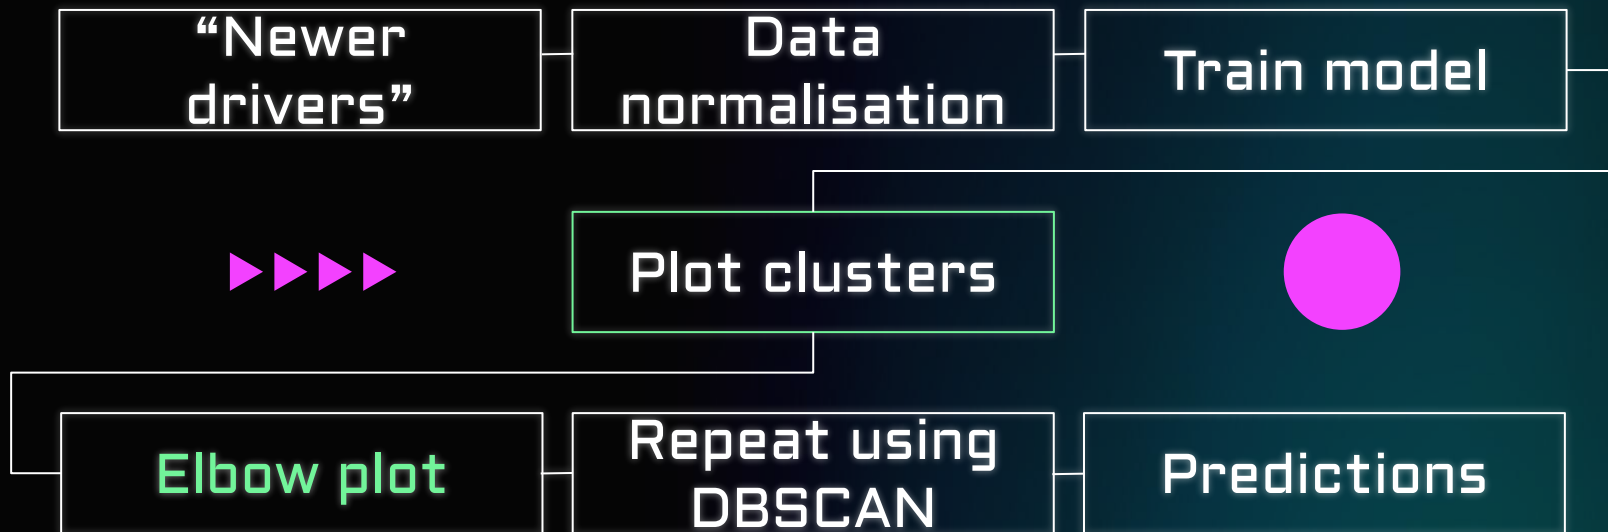 “Newer
drivers”
Data
normalisation
Train model
Plot clusters
Elbow plot
Repeat using
DBSCAN
Predictions